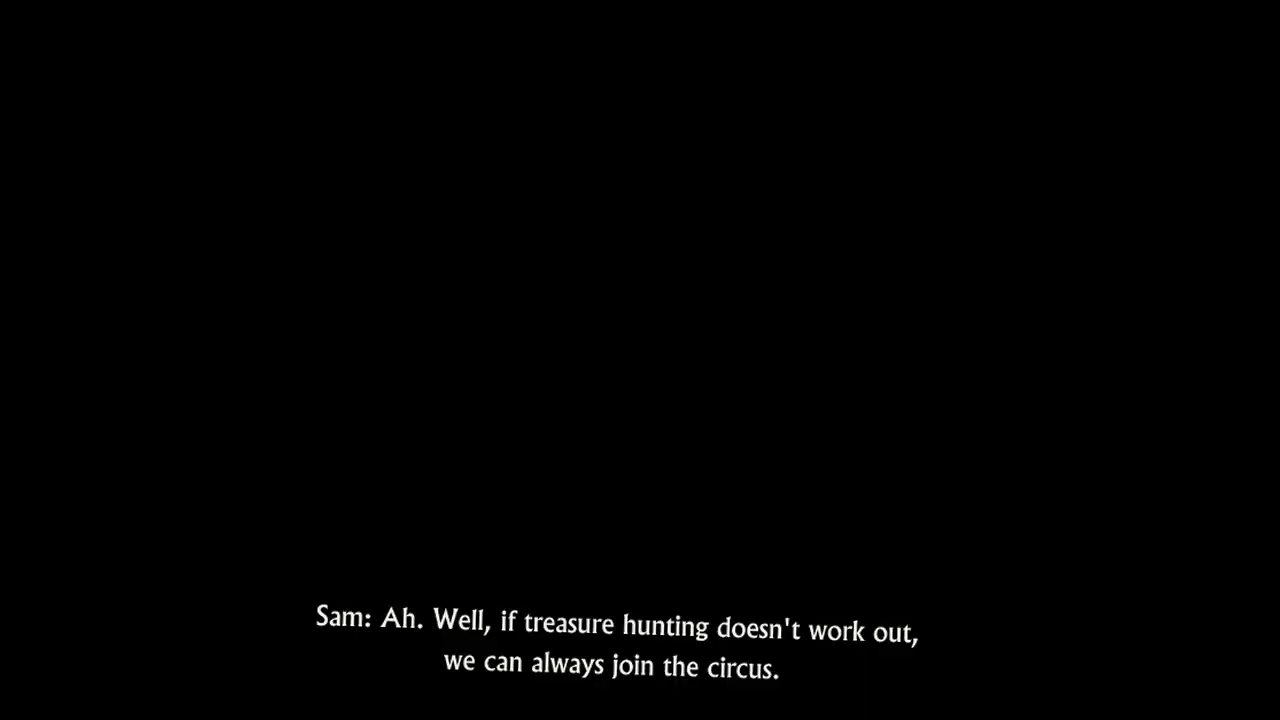 Sam: Ah. Well, if treasure hunting doesn't work out,
we can always join the circus.